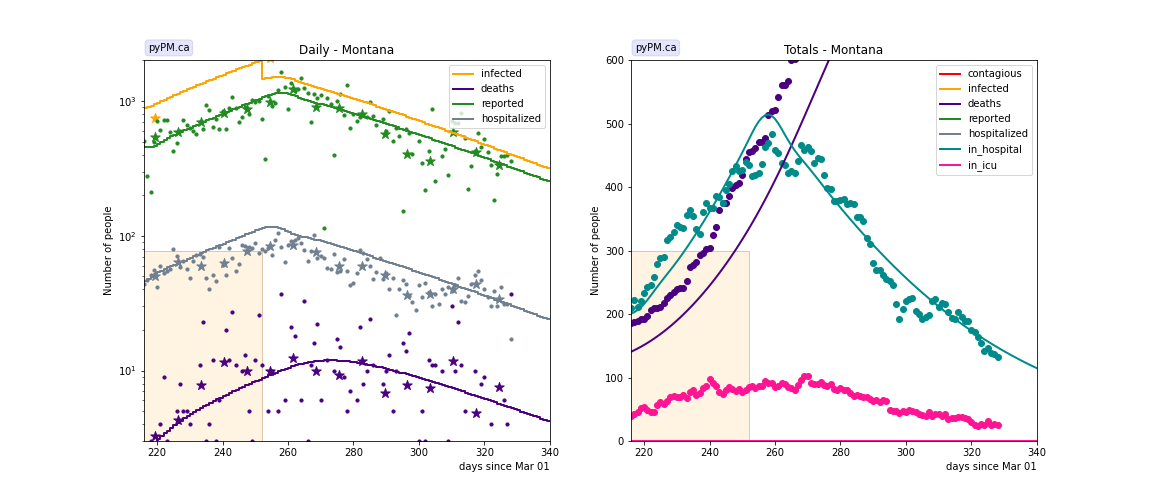 pyPM.ca
Daily - Montana
infected
deaths
reported
hospitalized
Number of people
10³
10²
10¹
220 240 260 280 300 320 340
days since Mar 01
pyPM.ca
Totals - Montana
contagious
infected
deaths
reported
hospitalized
in_hospital
in_icu
Number of people
600
500
400
300
200
100
0
220 240 260 280 300 320 340
days since Mar 01